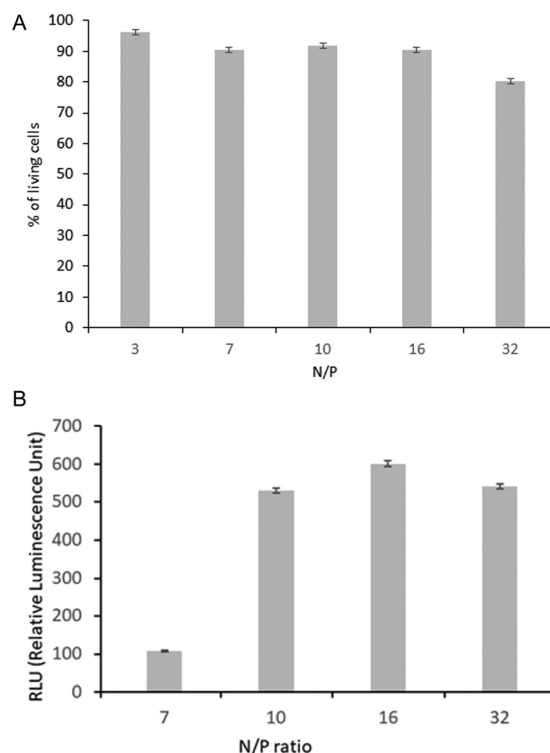 A
100
90
80
70
60
50
40
30
20
10
0
% of living cells
3 7 10 16 32
N/P
B
700
600
500
400
300
200
100
0
RLU (Relative Luminescence Unit)
7 10 16 32
N/P ratio